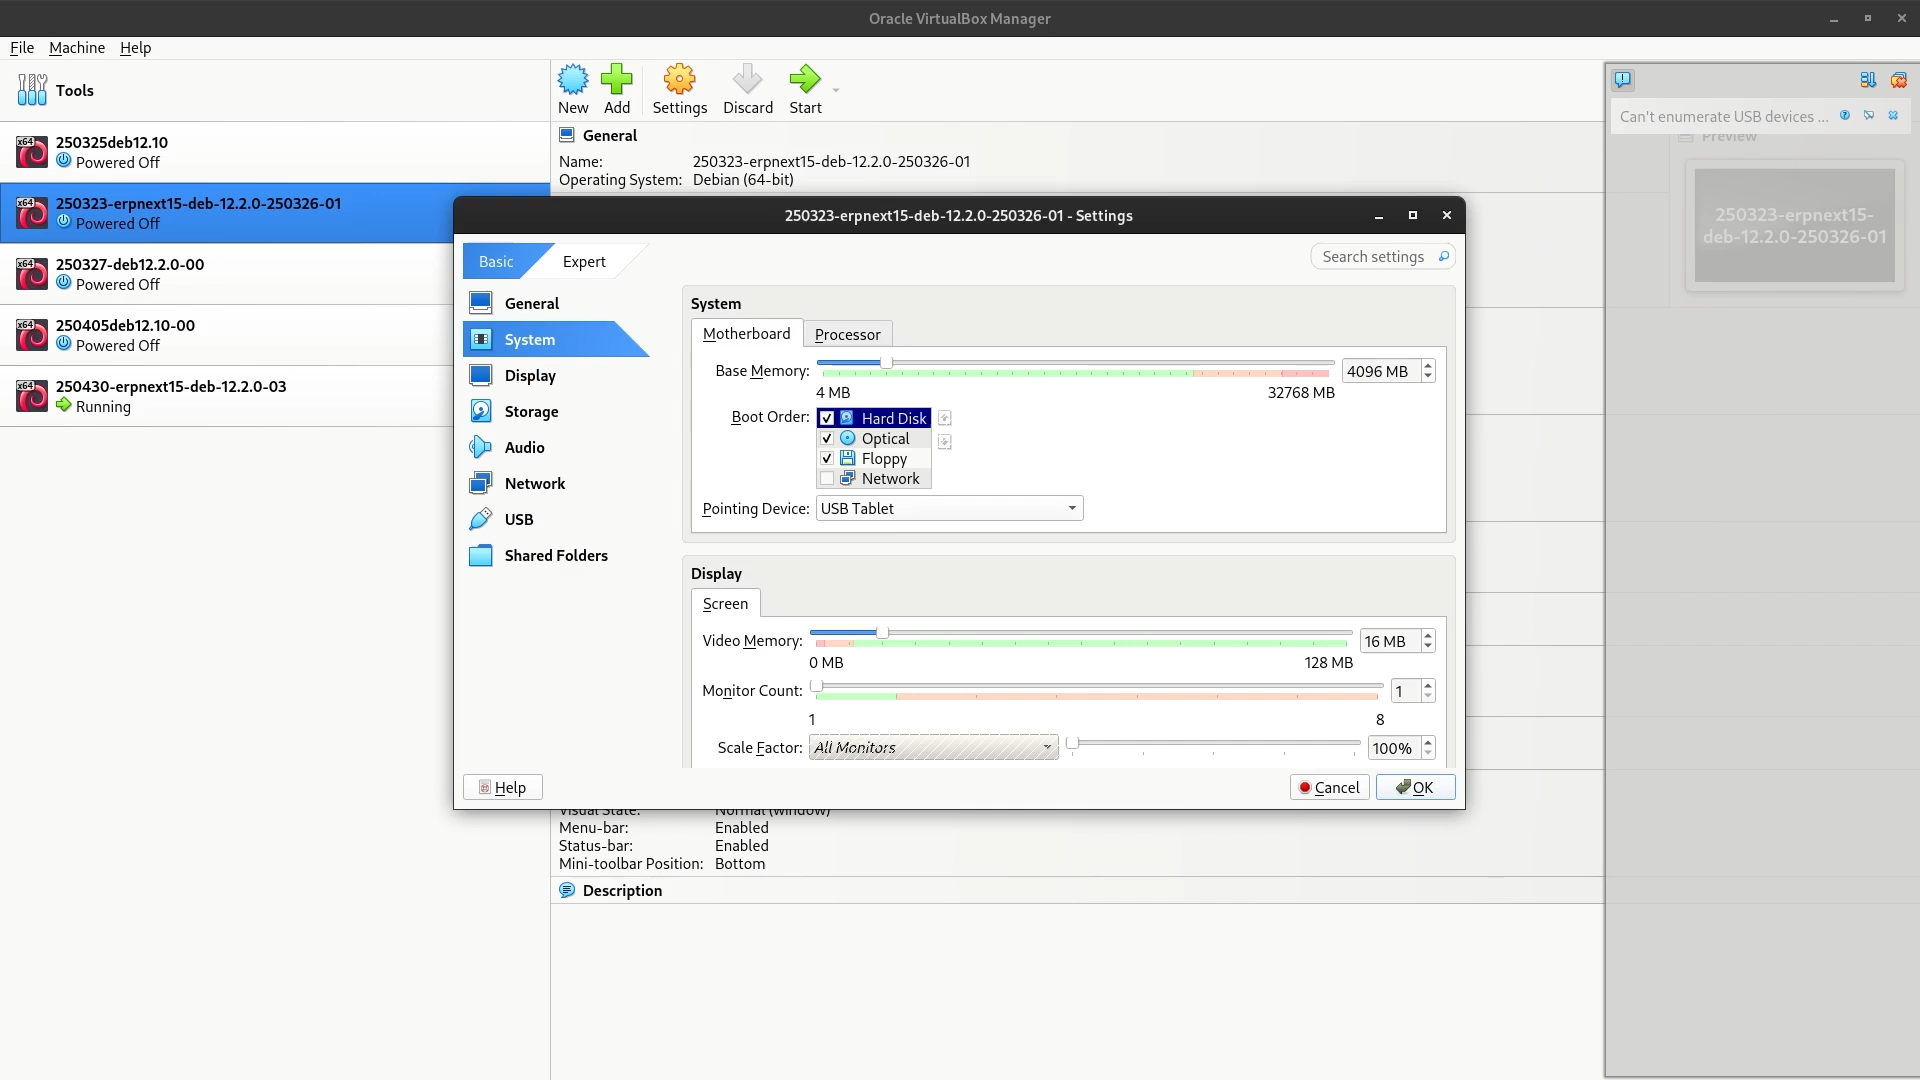 Oracle VirtualBox Manager
File Machine Help
Tools
New Add Settings Discard Start
250325deb12.10
Powered Off
250323-erpnext15-deb-12.2.0-250326-01
Powered Off
250327-deb12.2.0-00
Powered Off
250405deb12.10-00
Powered Off
250430-erpnext15-deb-12.2.0-03
Running
General
Name: 250323-erpnext15-deb-12.2.0-250326-01
Operating System: Debian (64-bit)
Can't enumerate USB devices ...
Preview
250323-erpnext15-
deb-12.2.0-250326-01
250323-erpnext15-deb-12.2.0-250326-01 - Settings
Basic Expert
Search settings
General
System
Display
Storage
Audio
Network
USB
Shared Folders
System
Motherboard Processor
Base Memory: 4096 MB
4 MB 32768 MB
Boot Order: Hard Disk
Optical
Floppy
Network
Pointing Device: USB Tablet
Display
Screen
Video Memory: 16 MB
0 MB 128 MB
Monitor Count: 1
1 8
Scale Factor: All Monitors 100%
Help Cancel OK
Visual State: Normal (window)
Menu-bar: Enabled
Status-bar: Enabled
Mini-toolbar Position: Bottom
Description